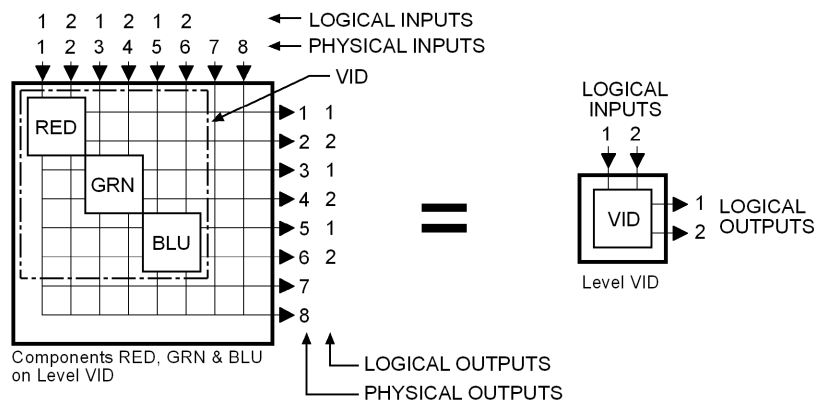 1 2 1 2 1 2 LOGICAL INPUTS
1 2 3 4 5 6 7 8 PHYSICAL INPUTS
VID
RED
GRN
BLU
1 1
2 2
3 1
4 2
5 1
6 2
7
8
Components RED, GRN & BLU
on Level VID
LOGICAL OUTPUTS
PHYSICAL OUTPUTS
=
LOGICAL
INPUTS
1 2
VID
1
2
LOGICAL
OUTPUTS
Level VID